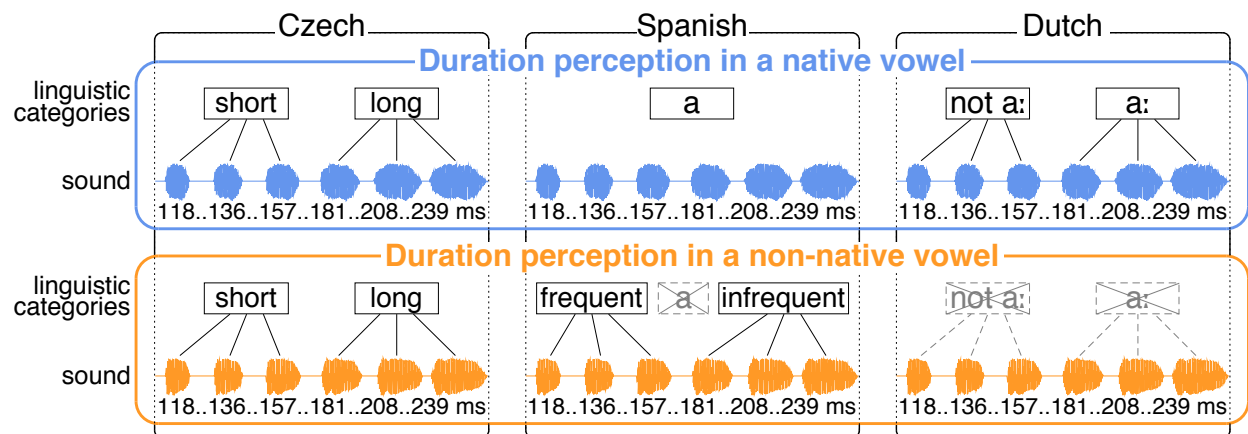 Czech Spanish Dutch
Duration perception in a native vowel
linguistic categories
short long a not aː aː
sound
118..136..157..181..208..239 ms 118..136..157..181..208..239 ms 118..136..157..181..208..239 ms
Duration perception in a non-native vowel
linguistic categories
short long frequent a infrequent not aː aː
sound
118..136..157..181..208..239 ms 118..136..157..181..208..239 ms 118..136..157..181..208..239 ms